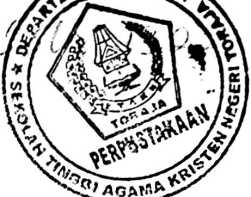 DEPARTE
SEKOLAH TINGGI AGAMA KRISTEN NEGERI TORAJA
TORAJA
PERPUSTAKAAN